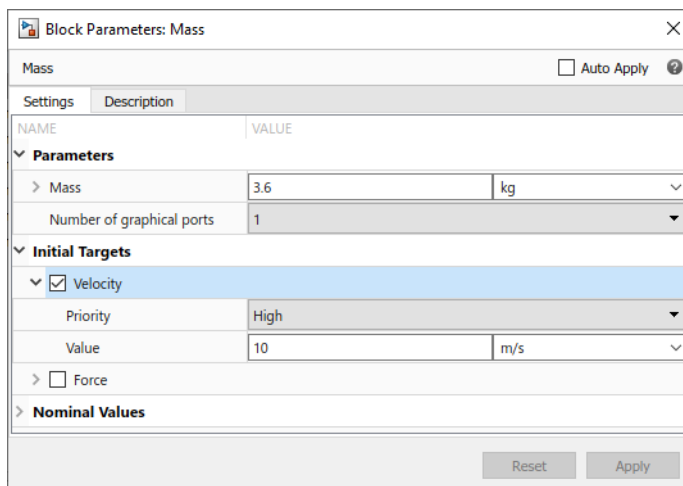 Block Parameters: Mass
Mass Auto Apply
Settings Description
NAME VALUE
Parameters
Mass 3.6 kg
Number of graphical ports 1
Initial Targets
Velocity
Priority High
Value 10 m/s
Force
Nominal Values
Reset Apply